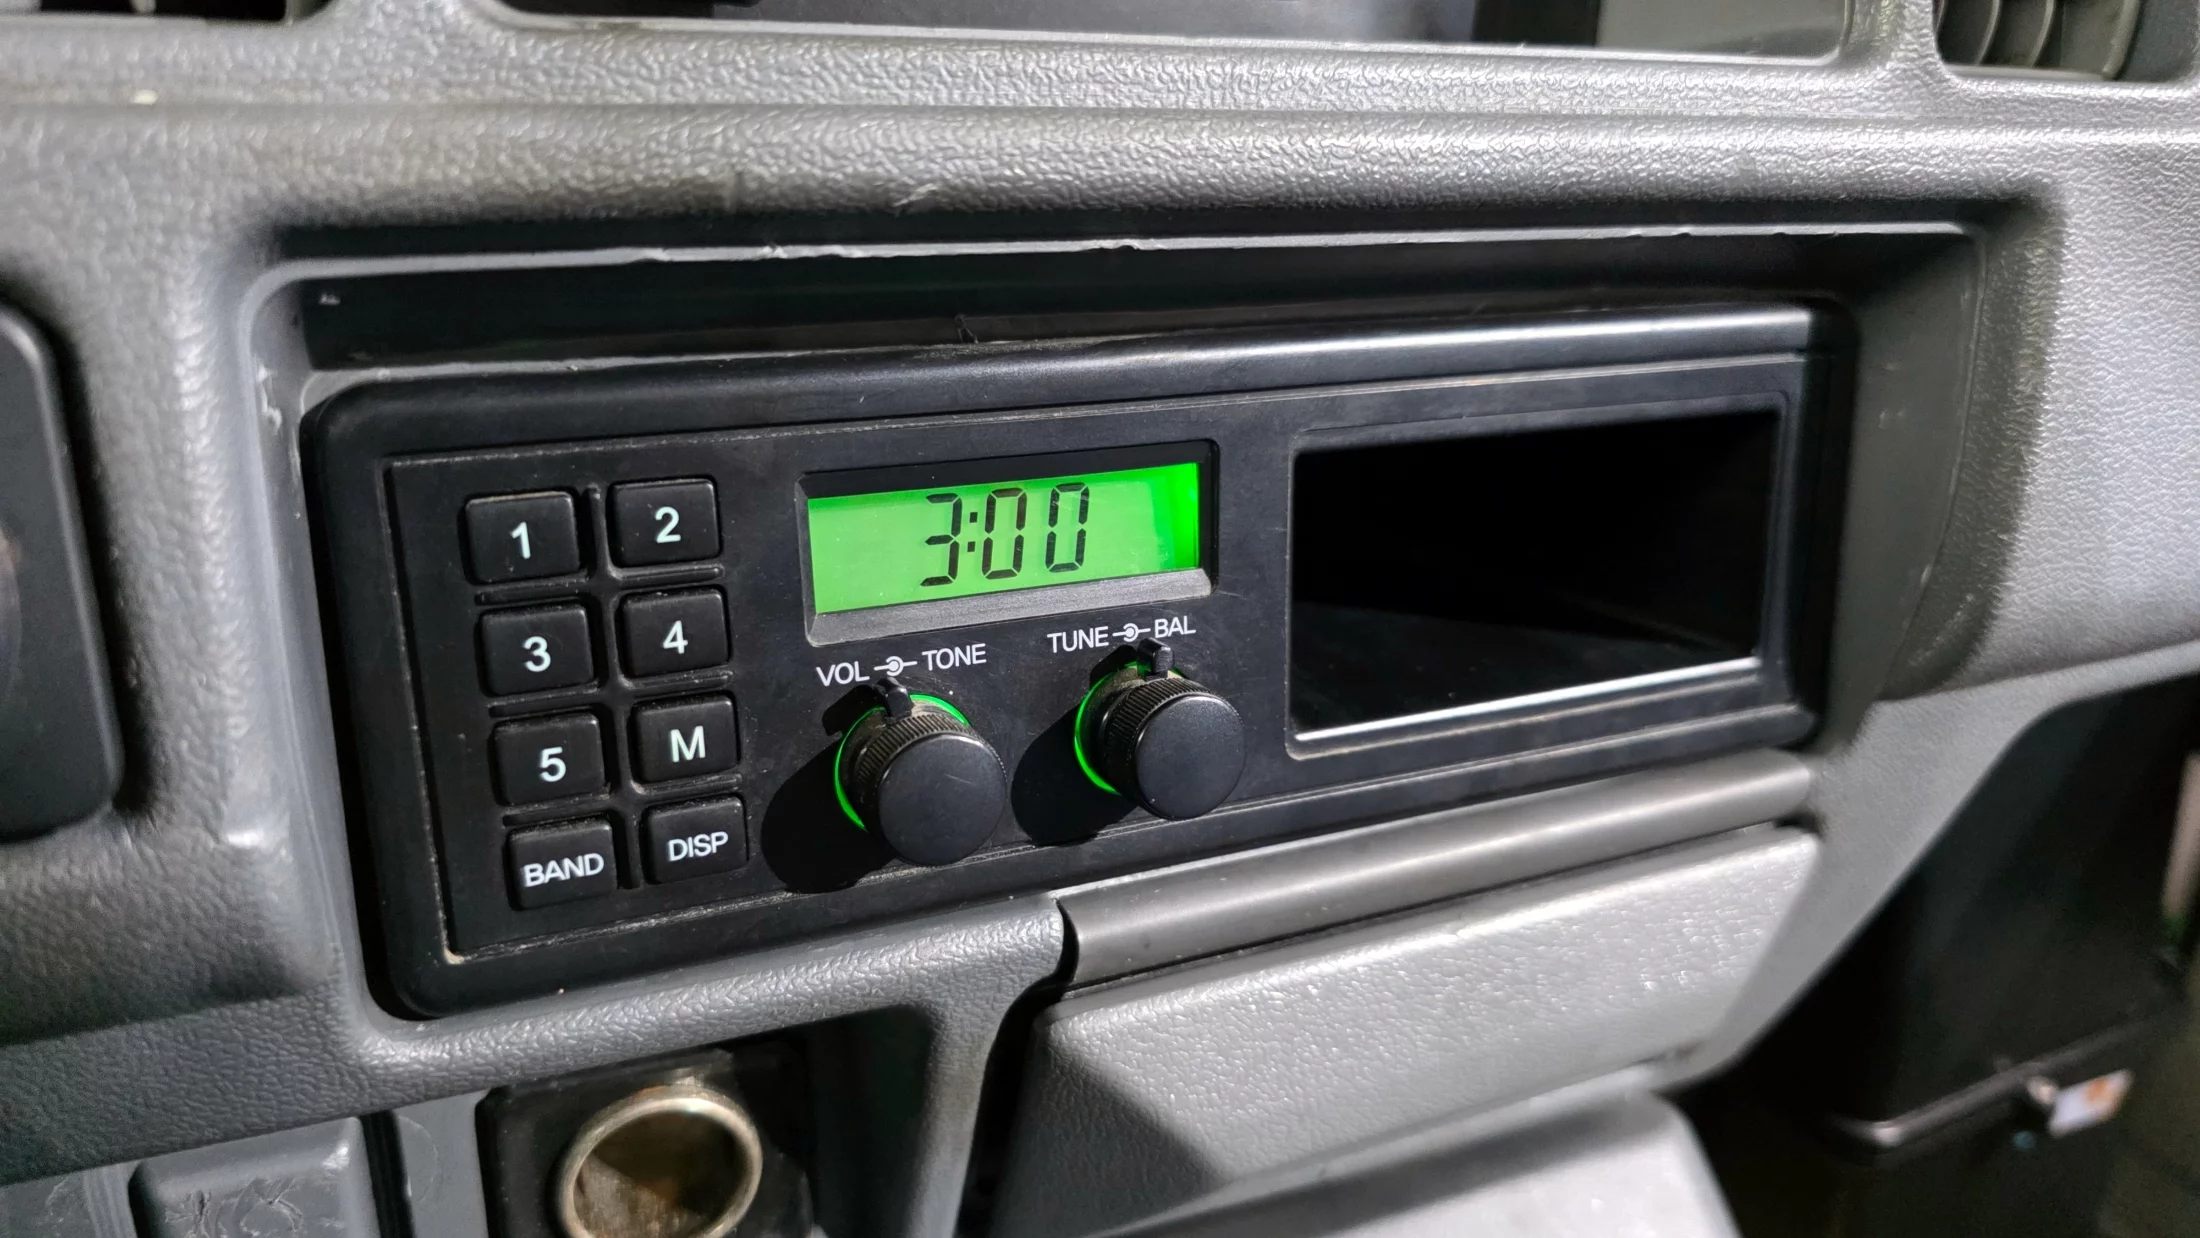 3:00
1 2
3 4
5 M
BAND DISP
VOL TONE
TUNE BAL